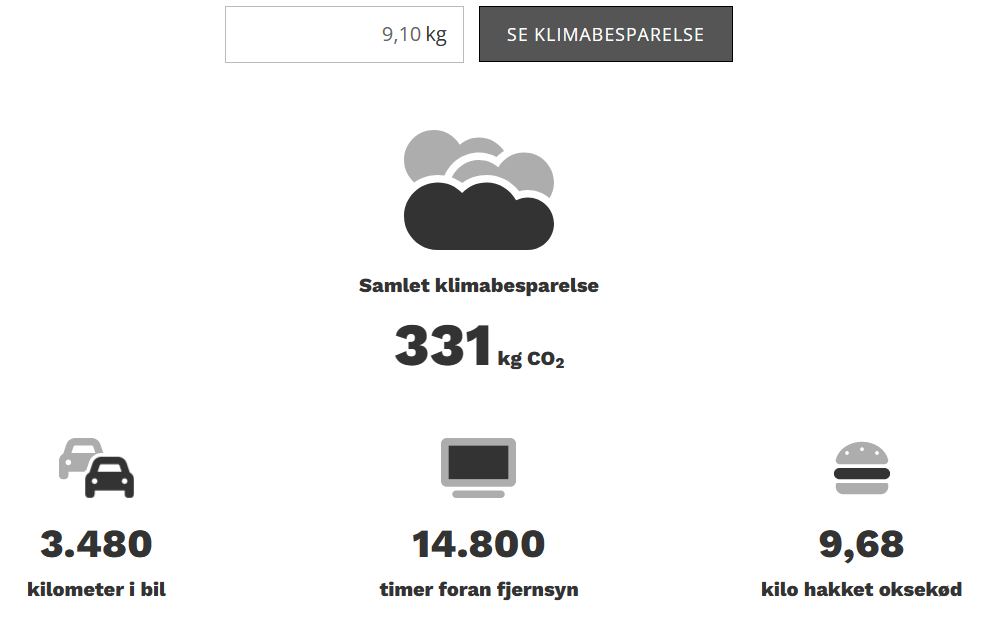 9,10 kg
SE KLIMABESPARELSE
Samlet klimabesparelse
331 kg CO₂
3.480
14.800
9,68
kilometer i bil
timer foran fjernsyn
kilo hakket oksekød